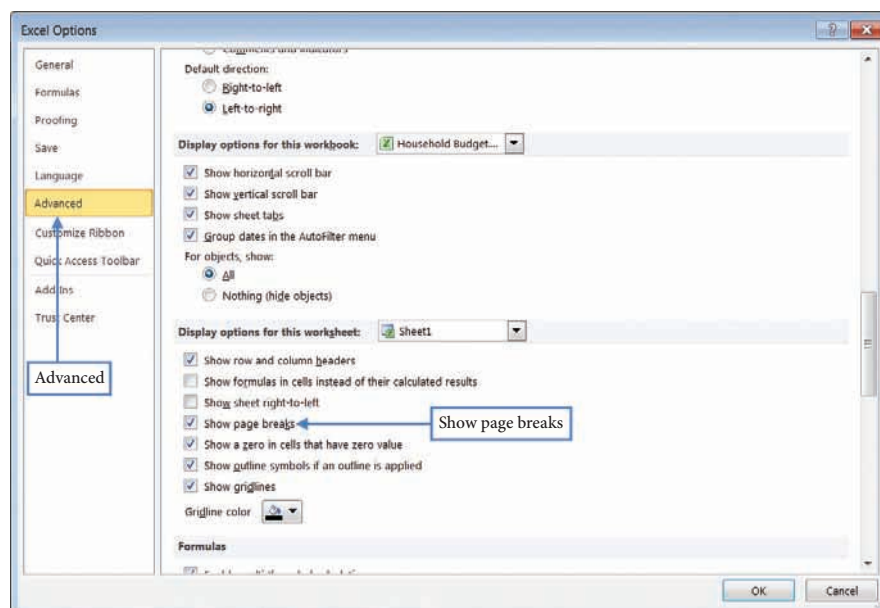 Excel Options
General
Formulas
Proofing
Save
Language
Advanced
Customize Ribbon
Quick Access Toolbar
Add-Ins
Trust Center
Advanced
Default direction:
Right-to-left
Left-to-right
Display options for this workbook: Household Budget...
Show horizontal scroll bar
Show vertical scroll bar
Show sheet tabs
Group dates in the AutoFilter menu
For objects, show:
All
Nothing (hide objects)
Display options for this worksheet: Sheet1
Show row and column headers
Show formulas in cells instead of their calculated results
Show sheet right-to-left
Show page breaks
Show page breaks
Show a zero in cells that have zero value
Show outline symbols if an outline is applied
Show gridlines
Gridline color
Formulas
OK
Cancel